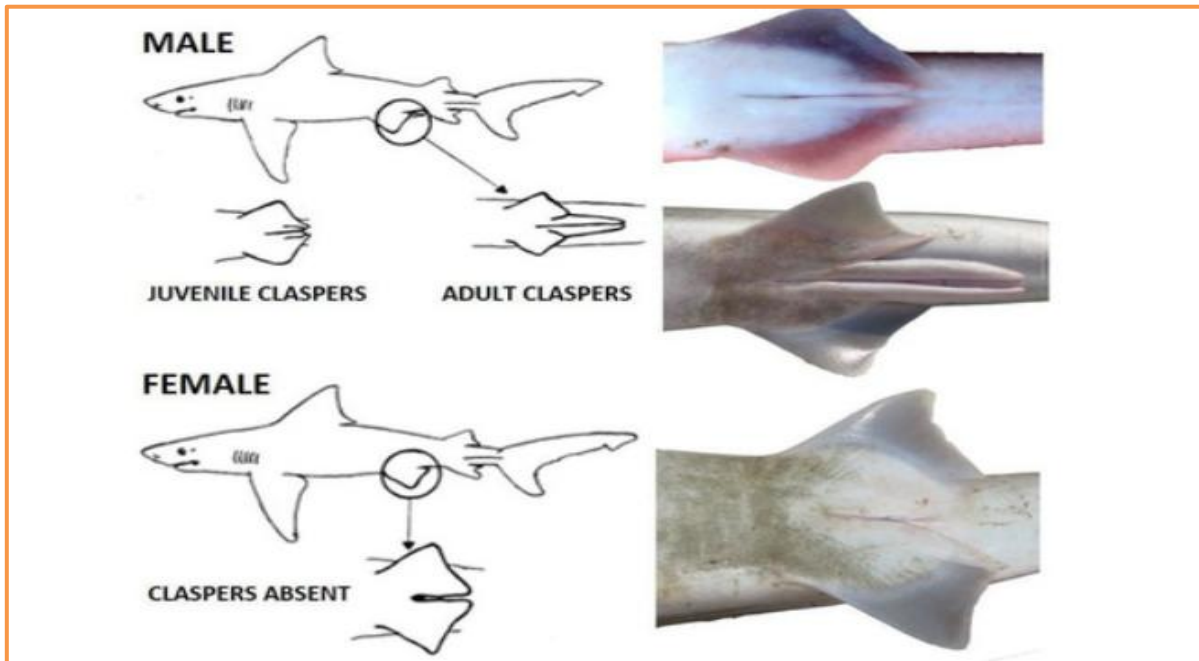 MALE
JUVENILE CLASPERS
ADULT CLASPERS
FEMALE
CLASPERS ABSENT